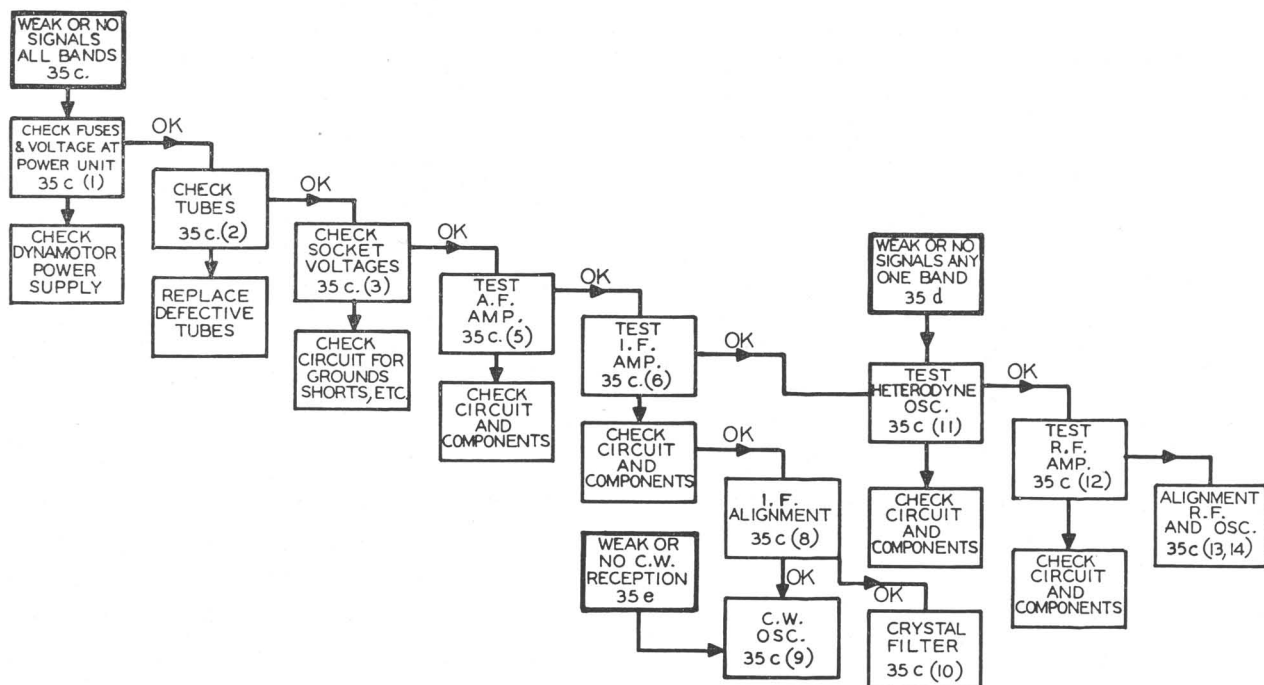 WEAK OR NO
SIGNALS
ALL BANDS
35 c.
CHECK FUSES
& VOLTAGE AT
POWER UNIT
35 c (1)
OK
CHECK
DYNAMOTOR
POWER
SUPPLY
CHECK
TUBES
35 c. (2)
OK
REPLACE
DEFECTIVE
TUBES
CHECK
SOCKET
VOLTAGES
35 c. (3)
OK
CHECK
CIRCUIT FOR
GROUNDS
SHORTS, ETC.
TEST
A.F.
AMP.
35 c. (5)
OK
CHECK
CIRCUIT
AND
COMPONENTS
TEST
I.F.
AMP.
35 c. (6)
OK
CHECK
CIRCUIT
AND
COMPONENTS
OK
I.F.
ALIGNMENT
35 c (8)
OK
OK
WEAK OR
NO C.W.
RECEPTION
35 e
C.W.
OSC.
35 c (9)
CRYSTAL
FILTER
35 c (10)
WEAK OR NO
SIGNALS ANY
ONE BAND
35 d
TEST
HETERODYNE
OSC.
35 c (11)
OK
CHECK
CIRCUIT
AND
COMPONENTS
TEST
R.F.
AMP.
35 c (12)
CHECK
CIRCUIT
AND
COMPONENTS
ALIGNMENT
R.F.
AND OSC.
35 c (13, 14)